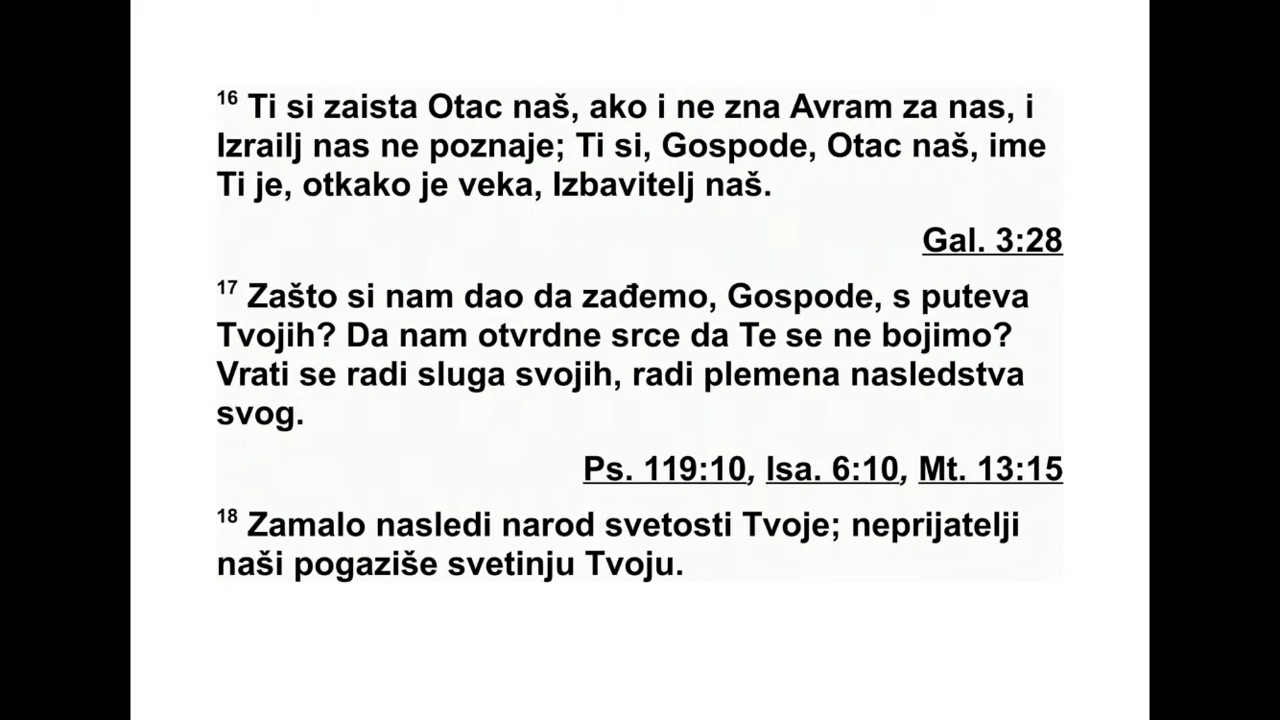 16 Ti si zaista Otac naš, ako i ne zna Avram za nas, i
Izrailj nas ne poznaje; Ti si, Gospode, Otac naš, ime
Ti je, otkako je veka, Izbavitelj naš.
Gal. 3:28
17 Zašto si nam dao da zađemo, Gospode, s puteva
Tvojih? Da nam otvrdne srce da Te se ne bojimo?
Vrati se radi sluga svojih, radi plemena nasledstva
svog.
Ps. 119:10, Isa. 6:10, Mt. 13:15
18 Zamalo nasledi narod svetosti Tvoje; neprijatelji
naši pogaziše svetinju Tvoju.